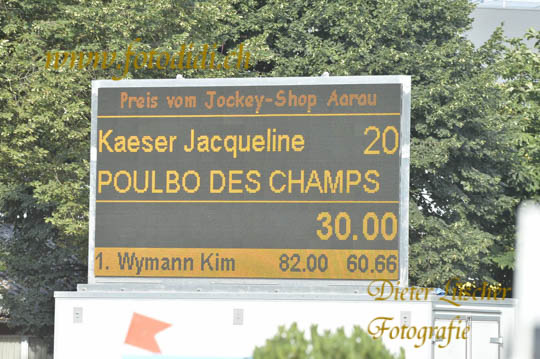 www.fotodidi.ch
Preis vom Jockey-Shop Aarau
Kaeser Jacqueline 20
POULBO DES CHAMPS
30.00
1. Wymann Kim 82.00 60.66
Dieter Lischer
Fotografie